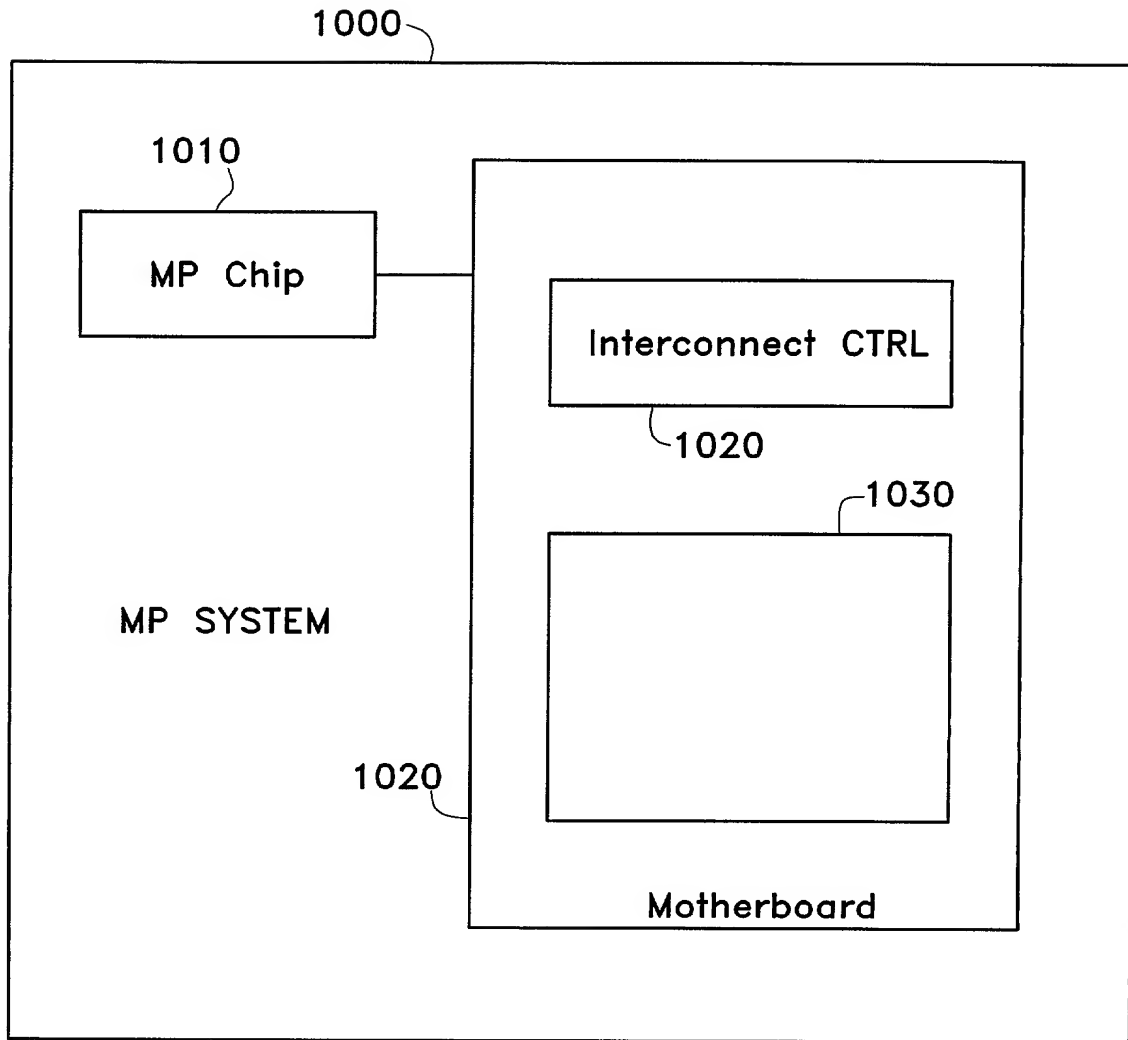 1000
1010
MP Chip
Interconnect CTRL
1020
1030
MP SYSTEM
1020
Motherboard